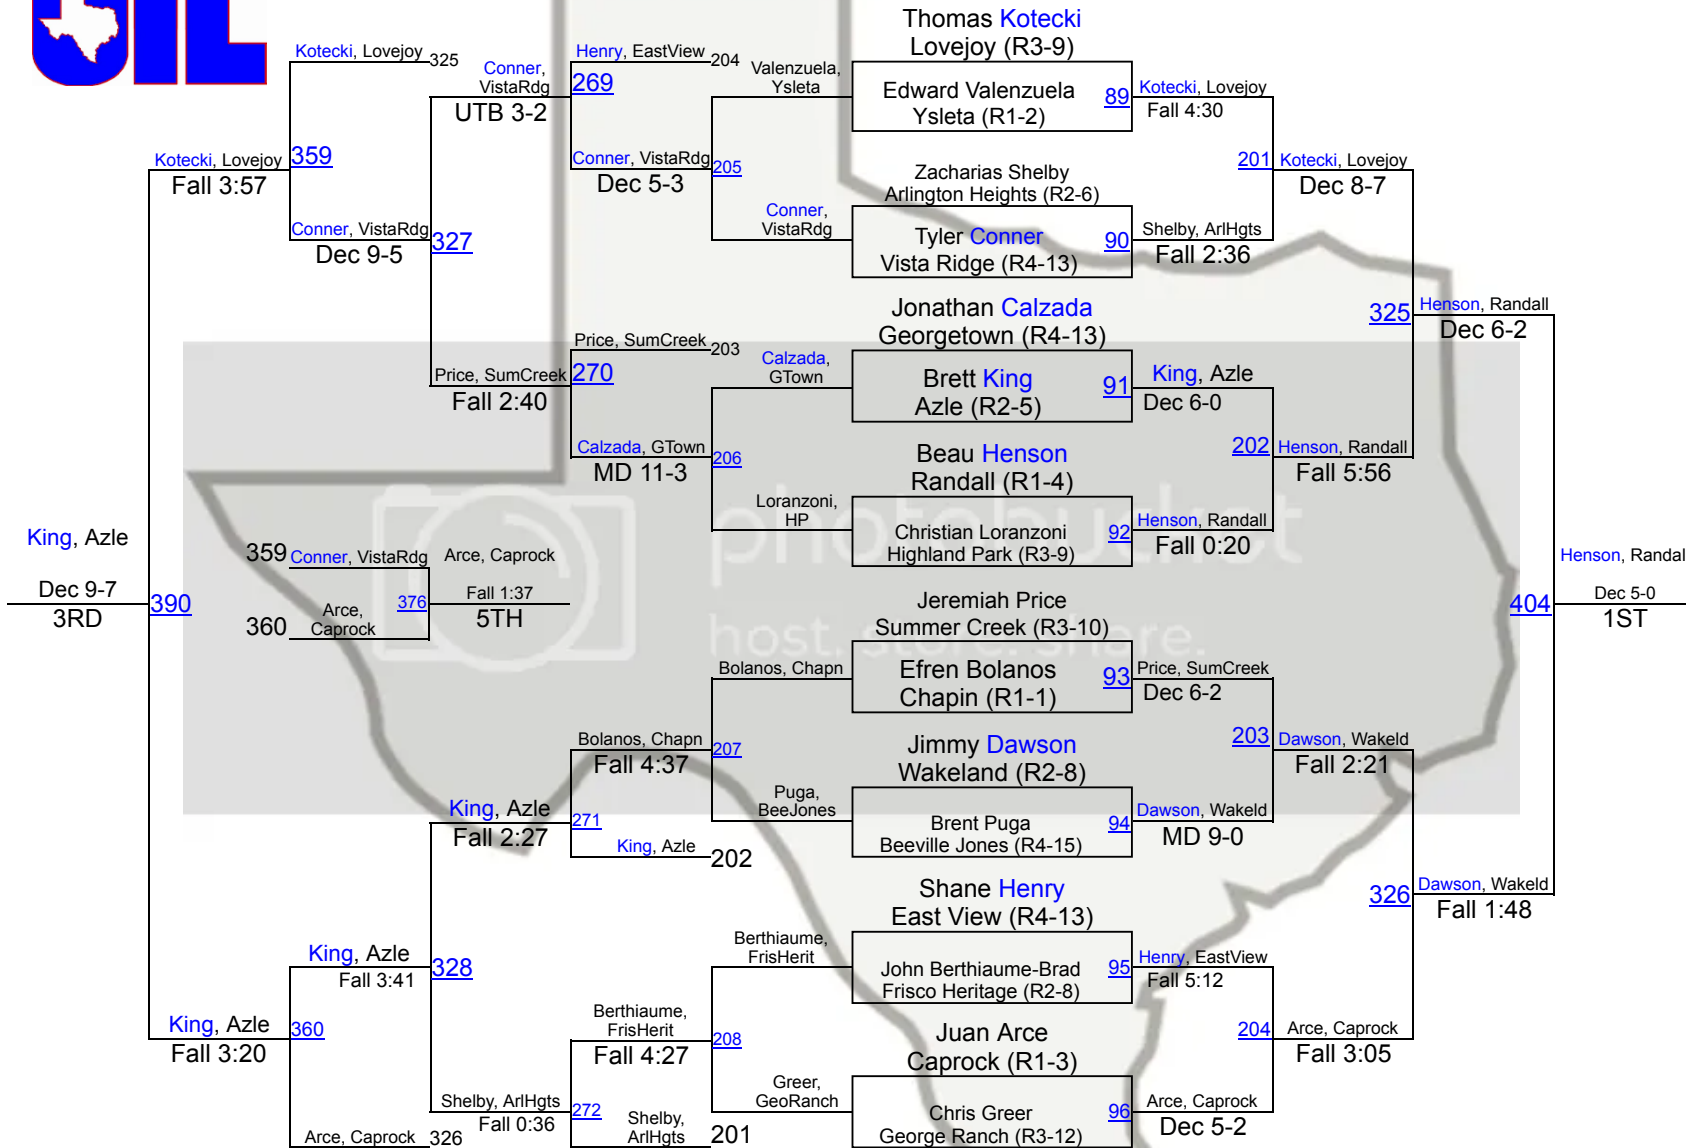 UIL
Thomas Kotecki
Lovejoy (R3-9)
Edward Valenzuela
Ysleta (R1-2)
Zacharias Shelby
Arlington Heights (R2-6)
Tyler Conner
Vista Ridge (R4-13)
Jonathan Calzada
Georgetown (R4-13)
Brett King
Azle (R2-5)
Beau Henson
Randall (R1-4)
Christian Loranzoni
Highland Park (R3-9)
Jeremiah Price
Summer Creek (R3-10)
Efren Bolanos
Chapin (R1-1)
Jimmy Dawson
Wakeland (R2-8)
Brent Puga
Beeville Jones (R4-15)
Shane Henry
East View (R4-13)
John Berthiaume-Brad
Frisco Heritage (R2-8)
Juan Arce
Caprock (R1-3)
Chris Greer
George Ranch (R3-12)
89
Kotecki, Lovejoy
Fall 4:30
90
Shelby, ArlHgts
Fall 2:36
91
King, Azle
Dec 6-0
92
Henson, Randall
Fall 0:20
93
Price, SumCreek
Dec 6-2
94
Dawson, Wakeld
MD 9-0
95
Henry, EastView
Fall 5:12
96
Arce, Caprock
Dec 5-2
201
Kotecki, Lovejoy
Dec 8-7
202
Henson, Randall
Fall 5:56
203
Dawson, Wakeld
Fall 2:21
204
Arce, Caprock
Fall 3:05
325
Henson, Randall
Dec 6-2
326
Dawson, Wakeld
Fall 1:48
404
Henson, Randal
Dec 5-0
1ST
Valenzuela,
Ysleta
Conner,
VistaRdg
Calzada,
GTown
Loranzoni,
HP
Bolanos, Chapn
Puga,
BeeJones
Berthiaume,
FrisHerit
Greer,
GeoRanch
Henry, EastView 204
205
Conner, VistaRdg
Dec 5-3
Price, SumCreek 203
206
Calzada, GTown
MD 11-3
207
Bolanos, Chapn
Fall 4:37
King, Azle 202
208
Berthiaume,
FrisHerit
Fall 4:27
Shelby,
ArlHgts 201
269
Conner,
VistaRdg
UTB 3-2
270
Price, SumCreek
Fall 2:40
271
King, Azle
Fall 2:27
272
Shelby, ArlHgts
Fall 0:36
Kotecki, Lovejoy 325
327
Conner, VistaRdg
Dec 9-5
328
King, Azle
Fall 3:41
Arce, Caprock 326
359
Kotecki, Lovejoy
Fall 3:57
360
King, Azle
Fall 3:20
390
King, Azle
Dec 9-7
3RD
359 Conner, VistaRdg
360 Arce,
Caprock
376
Arce, Caprock
Fall 1:37
5TH
photobucket
host. store. share.